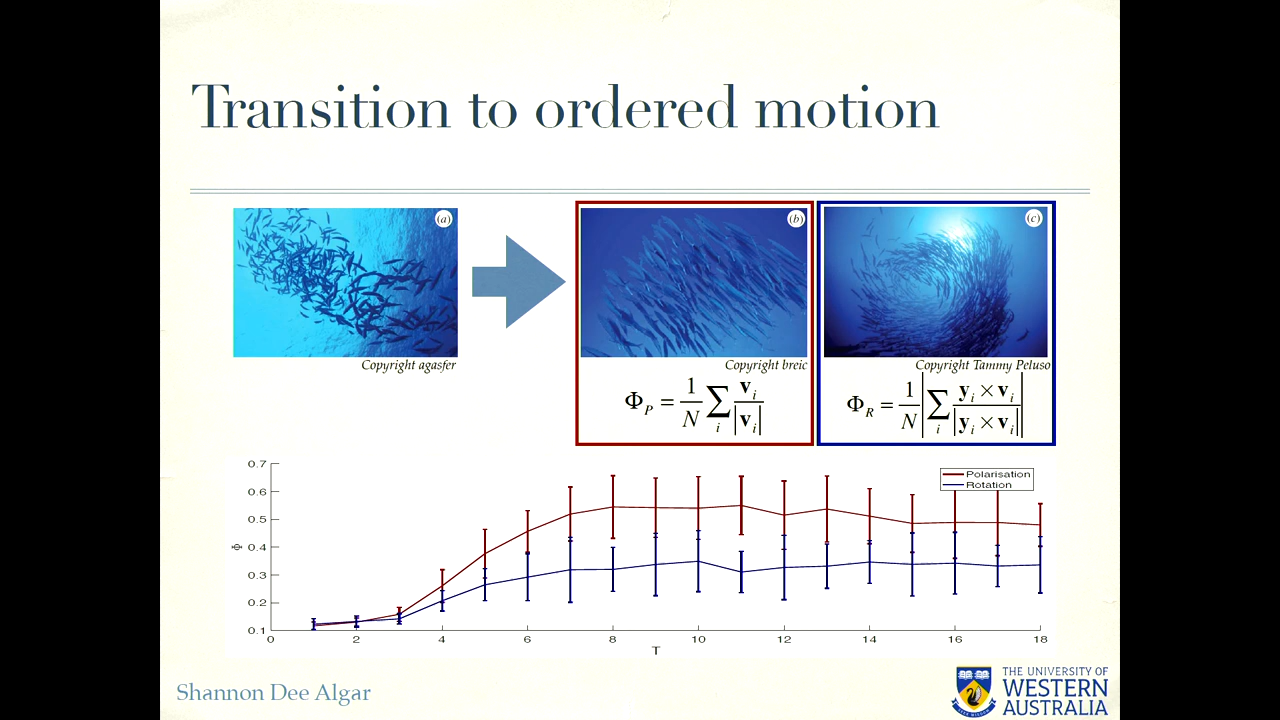 Transition to ordered motion
(a)
(b)
(c)
Copyright agasfer
Copyright breic
Copyright Tammy Peluso
Φ_P = 1/N ∑_i v_i/|v_i|
Φ_R = 1/N |∑_i (y_i × v_i)/|y_i × v_i||
0.7
0.6
0.5
0.4
0.3
0.2
0.1
Φ
Polarisation
Rotation
0 2 4 6 8 10 12 14 16 18
T
Shannon Dee Algar
THE UNIVERSITY OF
WESTERN
AUSTRALIA